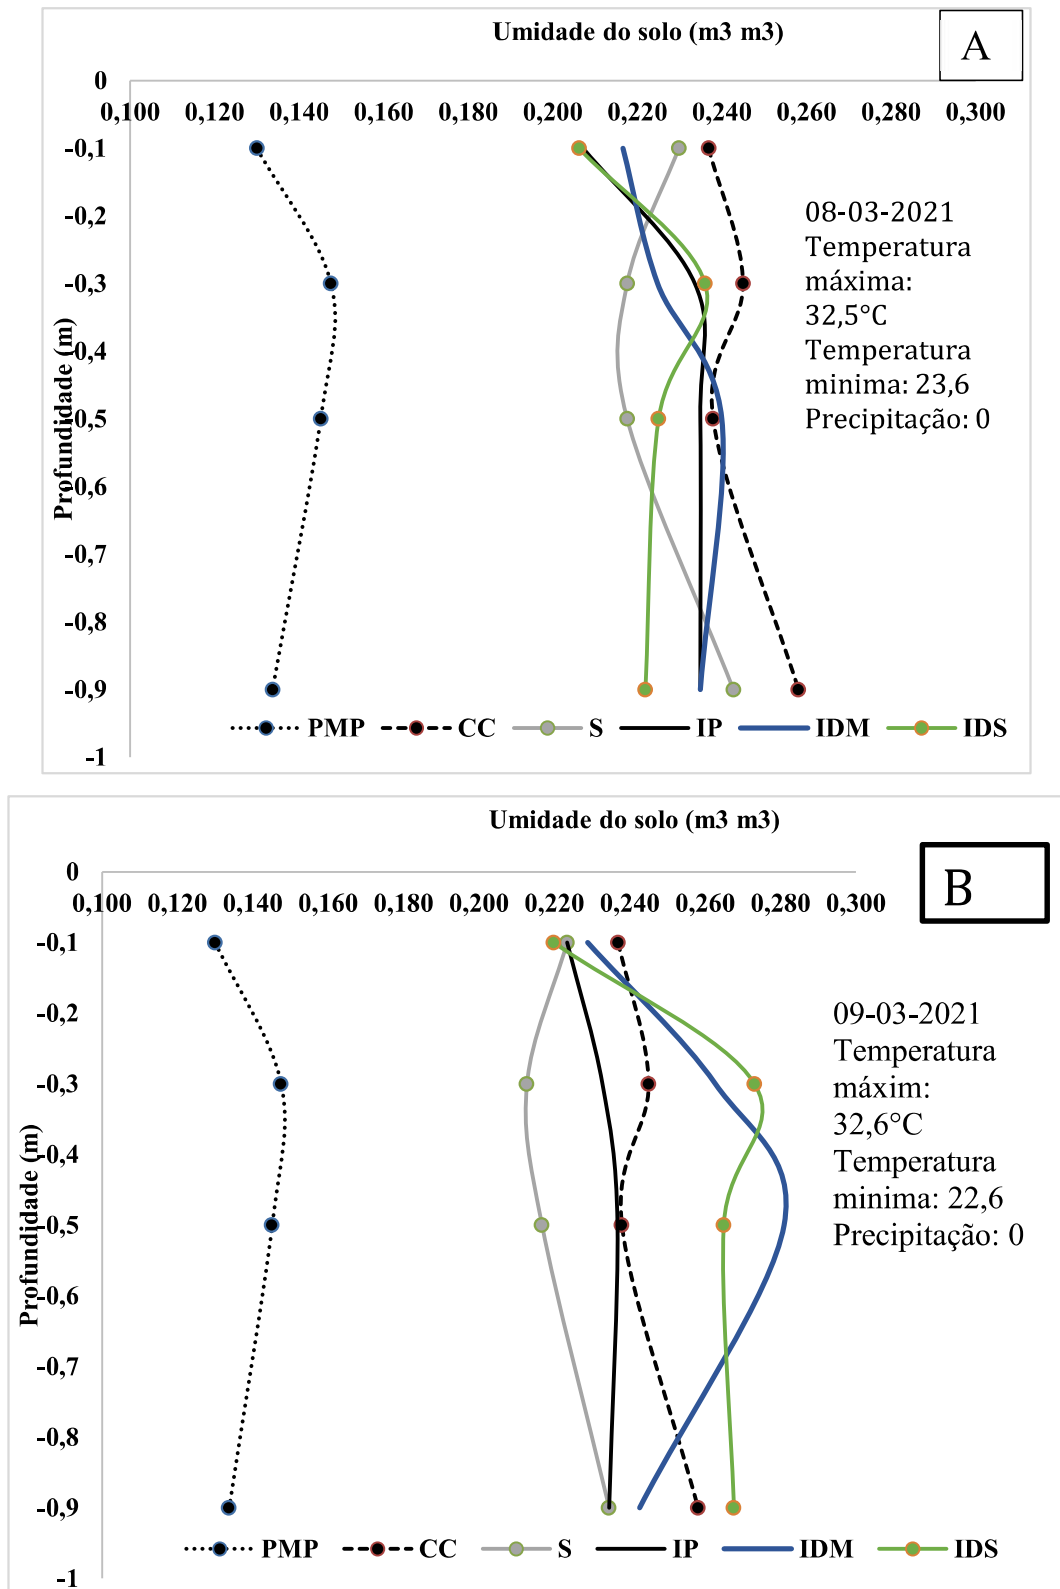 Umidade do solo (m3 m3)
A
0
0,100 0,120 0,140 0,160 0,180 0,200 0,220 0,240 0,260 0,280 0,300
-0,1
-0,2
-0,3
-0,4
-0,5
-0,6
-0,7
-0,8
-0,9
-1
Profundidade (m)
08-03-2021
Temperatura
máxima:
32,5°C
Temperatura
minima: 23,6
Precipitação: 0
PMP CC S IP IDM IDS
Umidade do solo (m3 m3)
B
0
0,100 0,120 0,140 0,160 0,180 0,200 0,220 0,240 0,260 0,280 0,300
-0,1
-0,2
-0,3
-0,4
-0,5
-0,6
-0,7
-0,8
-0,9
-1
Profundidade (m)
09-03-2021
Temperatura
máxim:
32,6°C
Temperatura
minima: 22,6
Precipitação: 0
PMP CC S IP IDM IDS